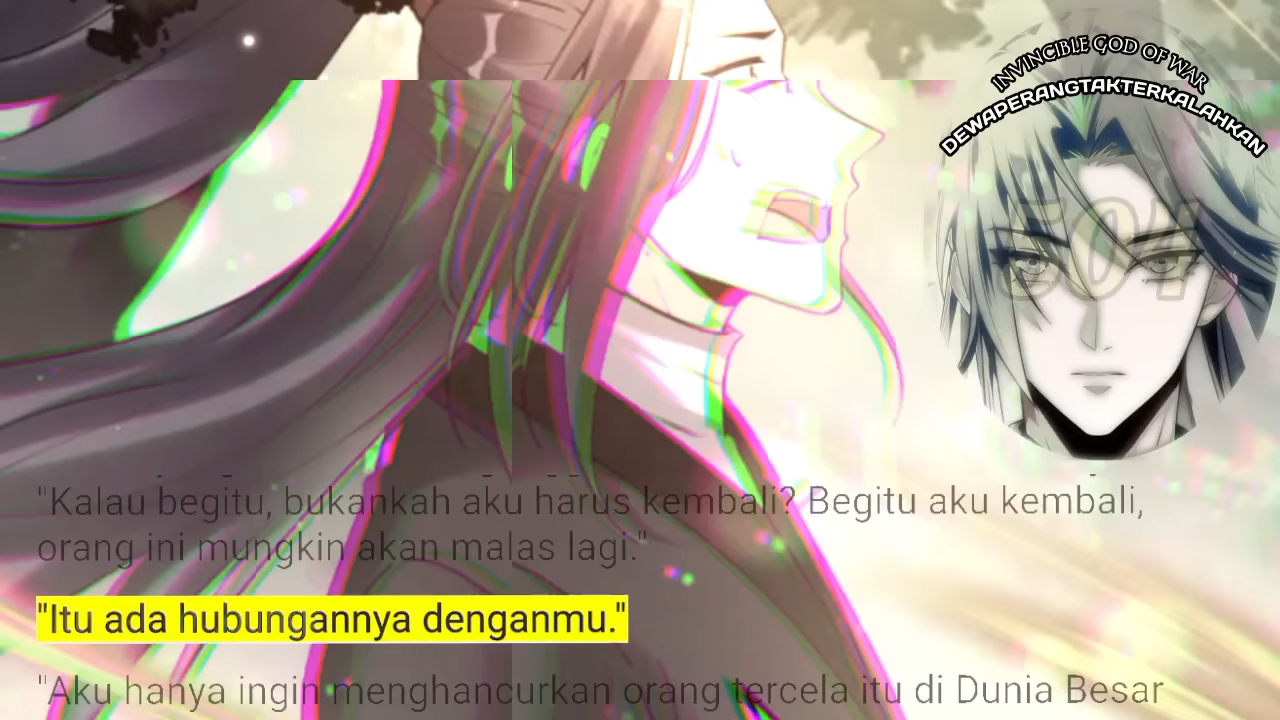 INVINCIBLE GOD OF WAR
DEWAPERANGTAKTERKALAHKAN
"Kalau begitu, bukankah aku harus kembali? Begitu aku kembali,
orang ini mungkin akan malas lagi."
"Itu ada hubungannya denganmu."
"Aku hanya ingin menghancurkan orang tercela itu di Dunia Besar